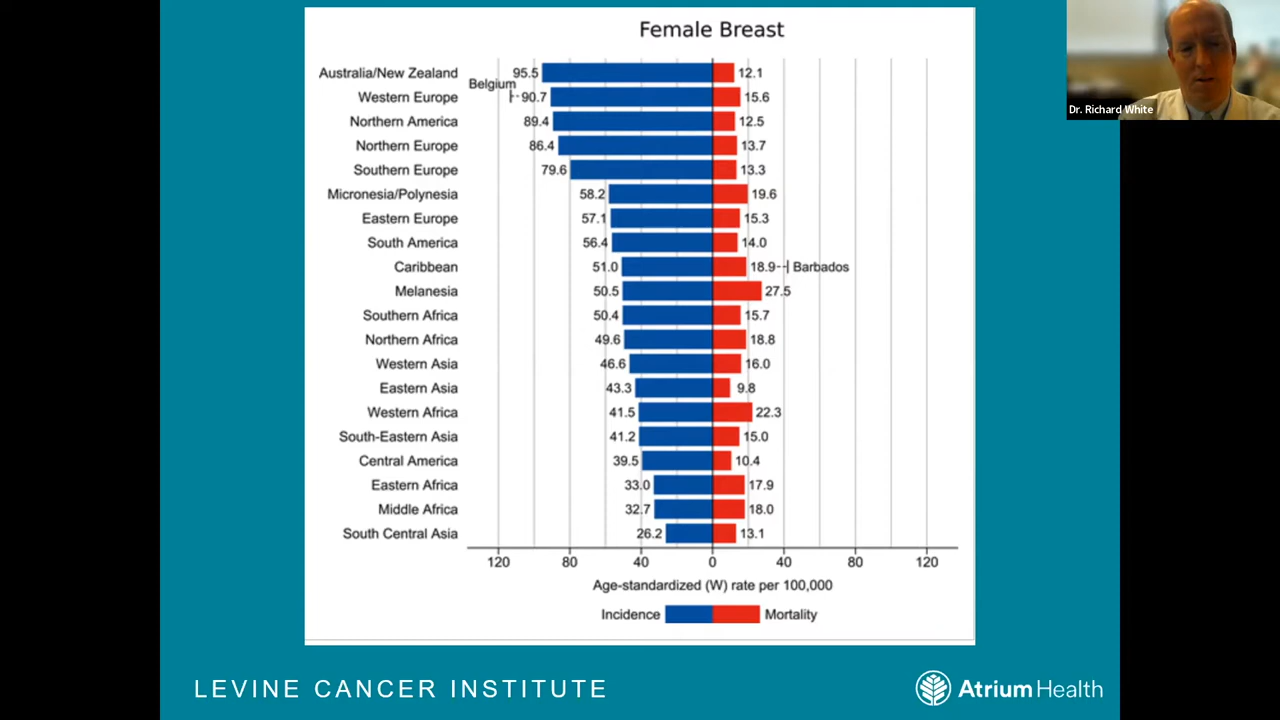 Female Breast
Australia/New Zealand 95.5 12.1
Belgium
Western Europe 90.7 15.6
Northern America 89.4 12.5
Northern Europe 86.4 13.7
Southern Europe 79.6 13.3
Micronesia/Polynesia 58.2 19.6
Eastern Europe 57.1 15.3
South America 56.4 14.0
Caribbean 51.0 18.9 Barbados
Melanesia 50.5 27.5
Southern Africa 50.4 15.7
Northern Africa 49.6 18.8
Western Asia 46.6 16.0
Eastern Asia 43.3 9.8
Western Africa 41.5 22.3
South-Eastern Asia 41.2 15.0
Central America 39.5 10.4
Eastern Africa 33.0 17.9
Middle Africa 32.7 18.0
South Central Asia 26.2 13.1
120 80 40 0 40 80 120
Age-standardized (W) rate per 100,000
Incidence Mortality
Dr. Richard White
LEVINE CANCER INSTITUTE
Atrium Health